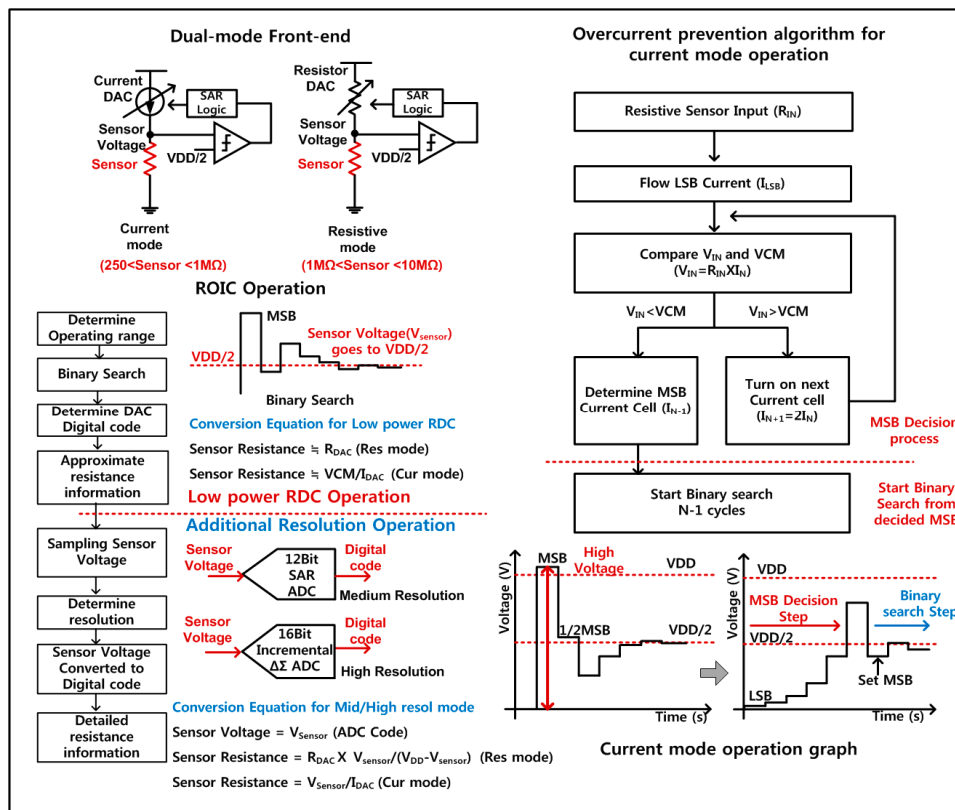 Dual-mode Front-end
Current
DAC
SAR
Logic
Sensor
Voltage
VDD/2
Sensor
Current
mode
(250<Sensor <1MΩ)
Resistor
DAC
SAR
Logic
Sensor
Voltage
VDD/2
Sensor
Resistive
mode
(1MΩ<Sensor <10MΩ)
ROIC Operation
Determine
Operating range
Binary Search
Determine DAC
Digital code
Approximate
resistance
information
MSB
Sensor Voltage(Vsensor)
goes to VDD/2
VDD/2
Binary Search
Conversion Equation for Low power RDC
Sensor Resistance ≒ RDAC (Res mode)
Sensor Resistance ≒ VCM/IDAC (Cur mode)
Low power RDC Operation
Additional Resolution Operation
Sampling Sensor
Voltage
Determine
resolution
Sensor Voltage
Converted to
Digital code
Detailed
resistance
information
Sensor
Voltage
12Bit
SAR
ADC
Digital
code
Medium Resolution
Sensor
Voltage
16Bit
Incremental
ΔΣ ADC
Digital
code
High Resolution
Conversion Equation for Mid/High resol mode
Sensor Voltage = VSensor (ADC Code)
Sensor Resistance = RDAC X Vsensor/(VDD-Vsensor) (Res mode)
Sensor Resistance = VSensor/IDAC (Cur mode)
Overcurrent prevention algorithm for
current mode operation
Resistive Sensor Input (RIN)
Flow LSB Current (ILSB)
Compare VIN and VCM
(VIN=RINXIN)
VIN<VCM
VIN>VCM
Determine MSB
Current Cell (IN-1)
Turn on next
Current cell
(IN+1=2IN)
MSB Decision
process
Start Binary search
N-1 cycles
Start Binary
Search from
decided MSB
Voltage (V)
MSB
High
Voltage
VDD
1/2MSB
VDD/2
Time (s)
Voltage (V)
VDD
MSB Decision
Step
Binary
search Step
VDD/2
LSB
Set MSB
Time (s)
Current mode operation graph